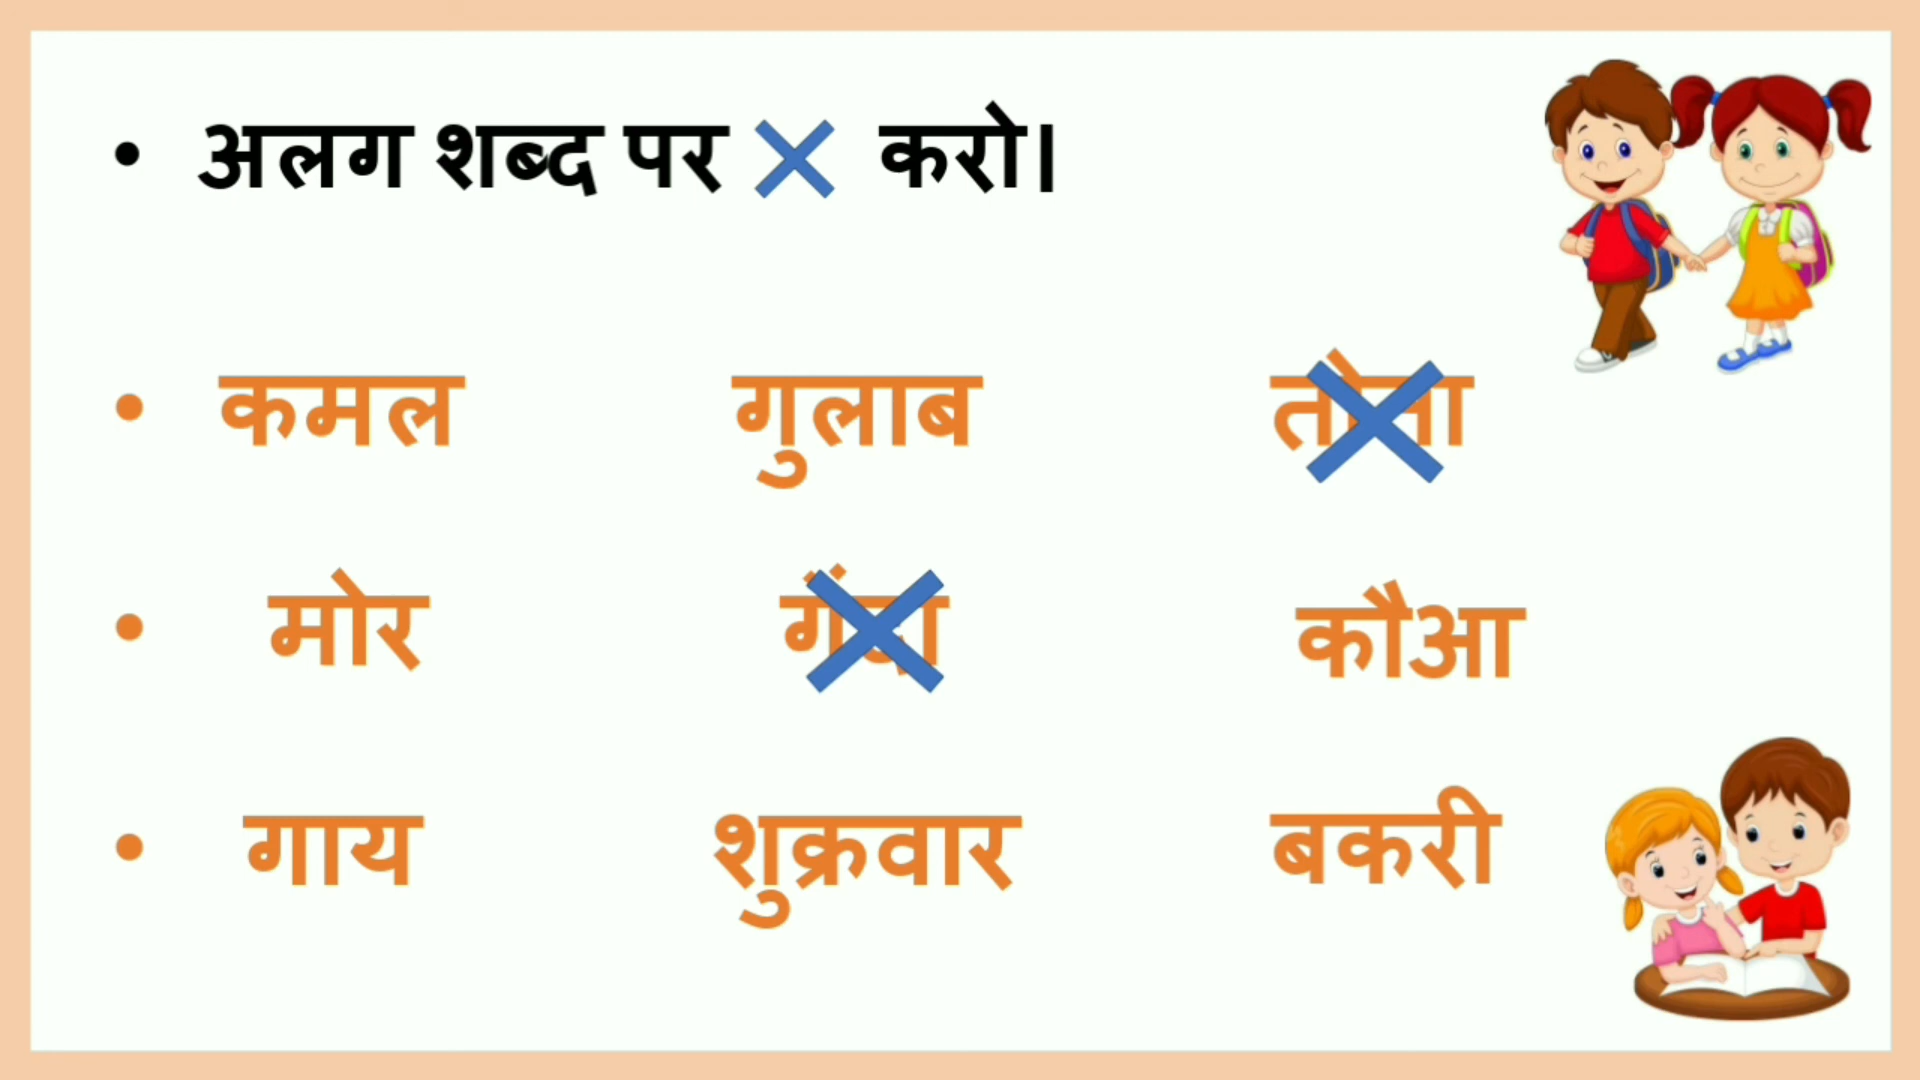 • अलग शब्द पर ✕ करो।
• कमल गुलाब तोता
• मोर गेंदा कौआ
• गाय शुक्रवार बकरी